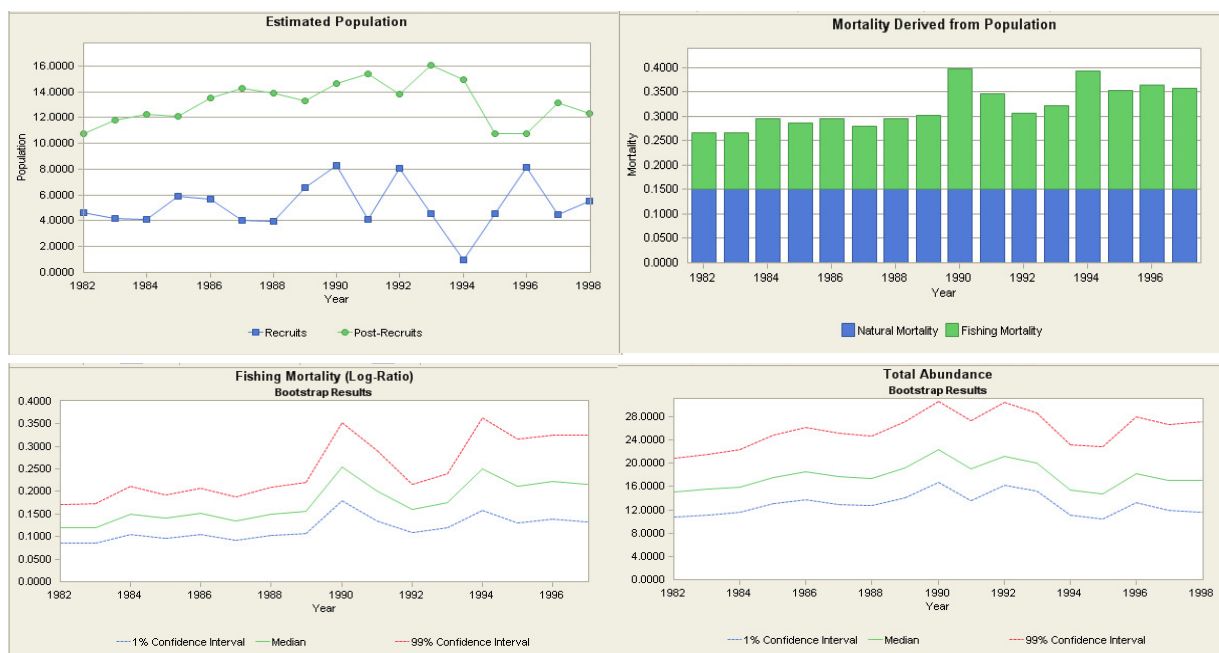 Estimated Population
16.0000
14.0000
12.0000
10.0000
8.0000
6.0000
4.0000
2.0000
0.0000
Population
1982 1984 1986 1988 1990 1992 1994 1996 1998
Year
Recruits Post-Recruits
Mortality Derived from Population
0.4000
0.3500
0.3000
0.2500
0.2000
0.1500
0.1000
0.0500
0.0000
Mortality
1982 1984 1986 1988 1990 1992 1994 1996
Year
Natural Mortality Fishing Mortality
Fishing Mortality (Log-Ratio)
Bootstrap Results
0.4000
0.3500
0.3000
0.2500
0.2000
0.1500
0.1000
0.0500
0.0000
1982 1984 1986 1988 1990 1992 1994 1996
Year
1% Confidence Interval Median 99% Confidence Interval
Total Abundance
Bootstrap Results
28.0000
24.0000
20.0000
16.0000
12.0000
8.0000
4.0000
0.0000
1982 1984 1986 1988 1990 1992 1994 1996 1998
Year
1% Confidence Interval Median 99% Confidence Interval